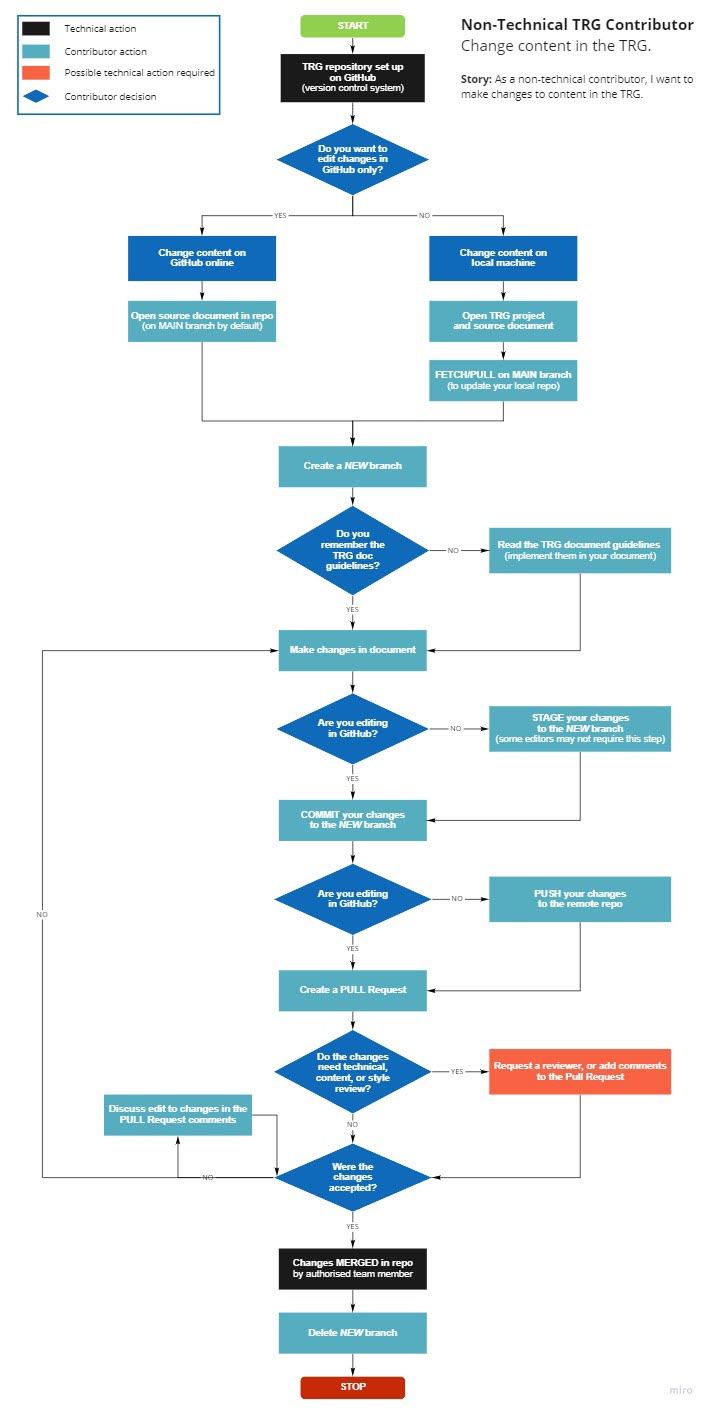 START
Non-Technical TRG Contributor
Change content in the TRG.
Story: As a non-technical contributor, I want to
make changes to content in the TRG.
Technical action
Contributor action
Possible technical action required
Contributor decision
TRG repository set up
on GitHub
(version control system)
Do you want to
edit changes in
GitHub only?
YES
NO
Change content on
GitHub online
Change content on
local machine
Open source document in repo
(on MAIN branch by default)
Open TRG project
and source document
FETCH/PULL on MAIN branch
(to update your local repo)
Create a NEW branch
Do you
remember the
TRG doc
guidelines?
NO
Read the TRG document guidelines
(implement them in your document)
YES
Make changes in document
Are you editing
in GitHub?
NO
STAGE your changes
to the NEW branch
(some editors may not require this step)
YES
COMMIT your changes
to the NEW branch
Are you editing
in GitHub?
NO
PUSH your changes
to the remote repo
NO
YES
Create a PULL Request
Do the changes
need technical,
content, or style
review?
YES
Request a reviewer, or add comments
to the Pull Request
NO
Discuss edit to changes in the
PULL Request comments
Were the
changes
accepted?
NO
YES
Changes MERGED in repo
by authorised team member
Delete NEW branch
STOP
miro